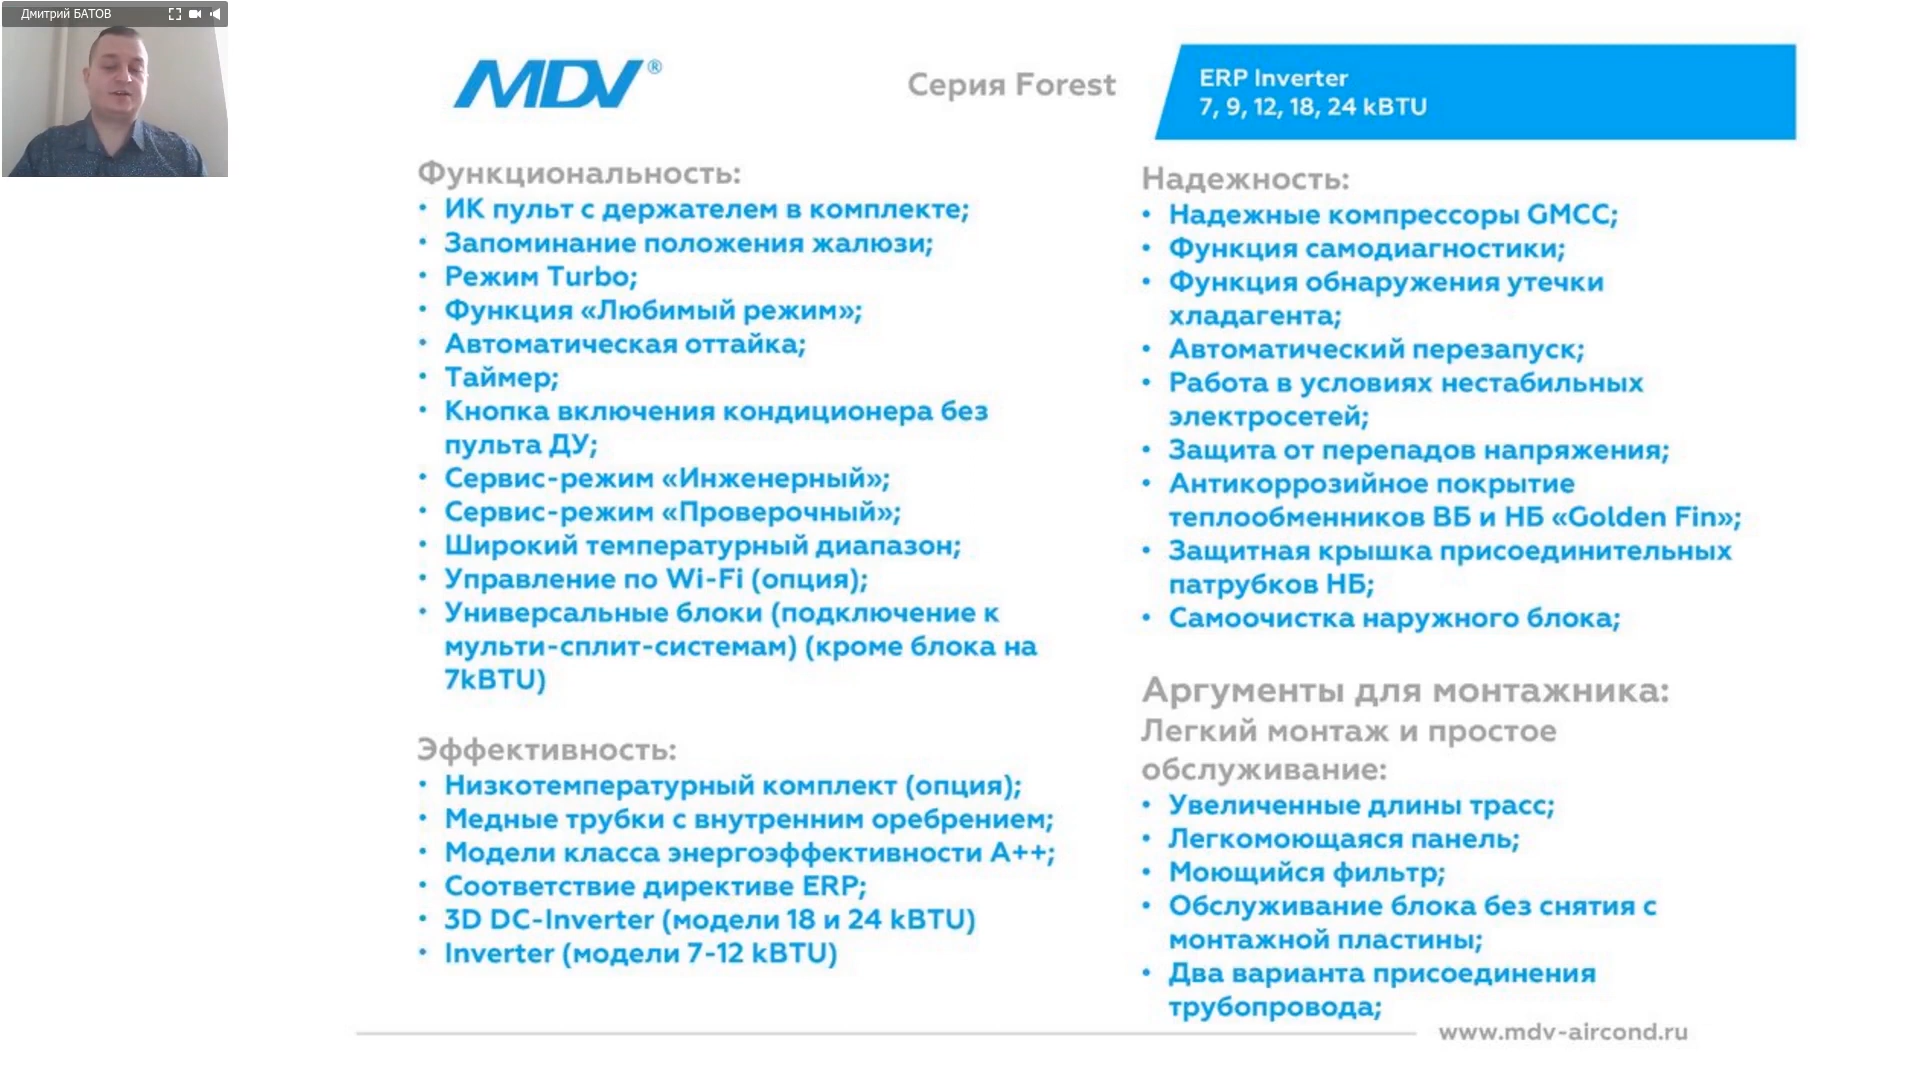 Дмитрий БАТОВ
MDV®
Серия Forest
ERP Inverter
7, 9, 12, 18, 24 kBTU
Функциональность:
• ИК пульт с держателем в комплекте;
• Запоминание положения жалюзи;
• Режим Turbo;
• Функция «Любимый режим»;
• Автоматическая оттайка;
• Таймер;
• Кнопка включения кондиционера без
пульта ДУ;
• Сервис-режим «Инженерный»;
• Сервис-режим «Проверочный»;
• Широкий температурный диапазон;
• Управление по Wi-Fi (опция);
• Универсальные блоки (подключение к
мульти-сплит-системам) (кроме блока на
7kBTU)
Эффективность:
• Низкотемпературный комплект (опция);
• Медные трубки с внутренним оребрением;
• Модели класса энергоэффективности А++;
• Соответствие директиве ERP;
• 3D DC-Inverter (модели 18 и 24 kBTU)
• Inverter (модели 7-12 kBTU)
Надежность:
• Надежные компрессоры GMCC;
• Функция самодиагностики;
• Функция обнаружения утечки
хладагента;
• Автоматический перезапуск;
• Работа в условиях нестабильных
электросетей;
• Защита от перепадов напряжения;
• Антикоррозийное покрытие
теплообменников ВБ и НБ «Golden Fin»;
• Защитная крышка присоединительных
патрубков НБ;
• Самоочистка наружного блока;
Аргументы для монтажника:
Легкий монтаж и простое
обслуживание:
• Увеличенные длины трасс;
• Легкомоющаяся панель;
• Моющийся фильтр;
• Обслуживание блока без снятия с
монтажной пластины;
• Два варианта присоединения
трубопровода;
www.mdv-aircond.ru